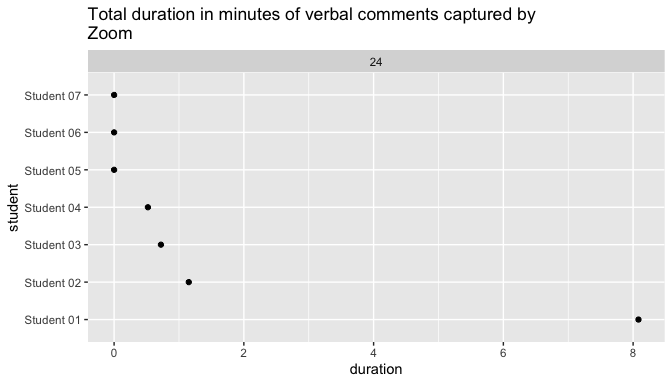 Total duration in minutes of verbal comments captured by
Zoom
24
Student 07
Student 06
Student 05
Student 04
Student 03
Student 02
Student 01
student
0 2 4 6 8
duration